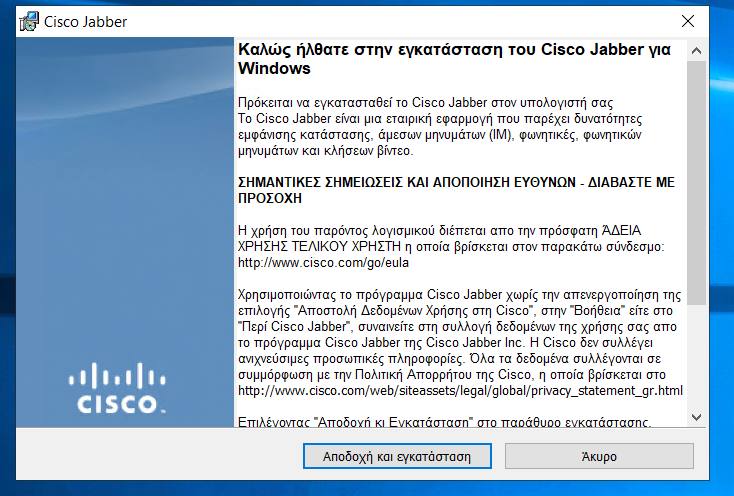 Cisco Jabber
Καλώς ήλθατε στην εγκατάσταση του Cisco Jabber για
Windows
Πρόκειται να εγκατασταθεί το Cisco Jabber στον υπολογιστή σας
Το Cisco Jabber είναι μια εταιρική εφαρμογή που παρέχει δυνατότητες
εμφάνισης κατάστασης, άμεσων μηνυμάτων (IM), φωνητικές, φωνητικών
μηνυμάτων και κλήσεων βίντεο.
ΣΗΜΑΝΤΙΚΕΣ ΣΗΜΕΙΩΣΕΙΣ ΚΑΙ ΑΠΟΠΟΙΗΣΗ ΕΥΘΥΝΩΝ - ΔΙΑΒΑΣΤΕ ΜΕ
ΠΡΟΣΟΧΗ
Η χρήση του παρόντος λογισμικού διέπεται απο την πρόσφατη ΆΔΕΙΑ
ΧΡΗΣΗΣ ΤΕΛΙΚΟΥ ΧΡΗΣΤΗ η οποία βρίσκεται στον παρακάτω σύνδεσμο:
http://www.cisco.com/go/eula
Χρησιμοποιώντας το πρόγραμμα Cisco Jabber χωρίς την απενεργοποίηση της
επιλογής "Αποστολή Δεδομένων Χρήσης στη Cisco", στην "Βοήθεια" είτε στο
"Περί Cisco Jabber", συναινείτε στη συλλογή δεδομένων της χρήσης σας απο
το πρόγραμμα Cisco Jabber της Cisco Jabber Inc. Η Cisco δεν συλλέγει
ανιχνεύσιμες προσωπικές πληροφορίες. Όλα τα δεδομένα συλλέγονται σε
συμμόρφωση με την Πολιτική Απορρήτου της Cisco, η οποία βρίσκεται στο
http://www.cisco.com/web/siteassets/legal/global/privacy_statement_gr.html
Επιλέγοντας "Αποδοχή κι Εγκατάσταση" στο παράθυρο εγκατάστασης,
CISCO
Αποδοχή και εγκατάσταση
Άκυρο